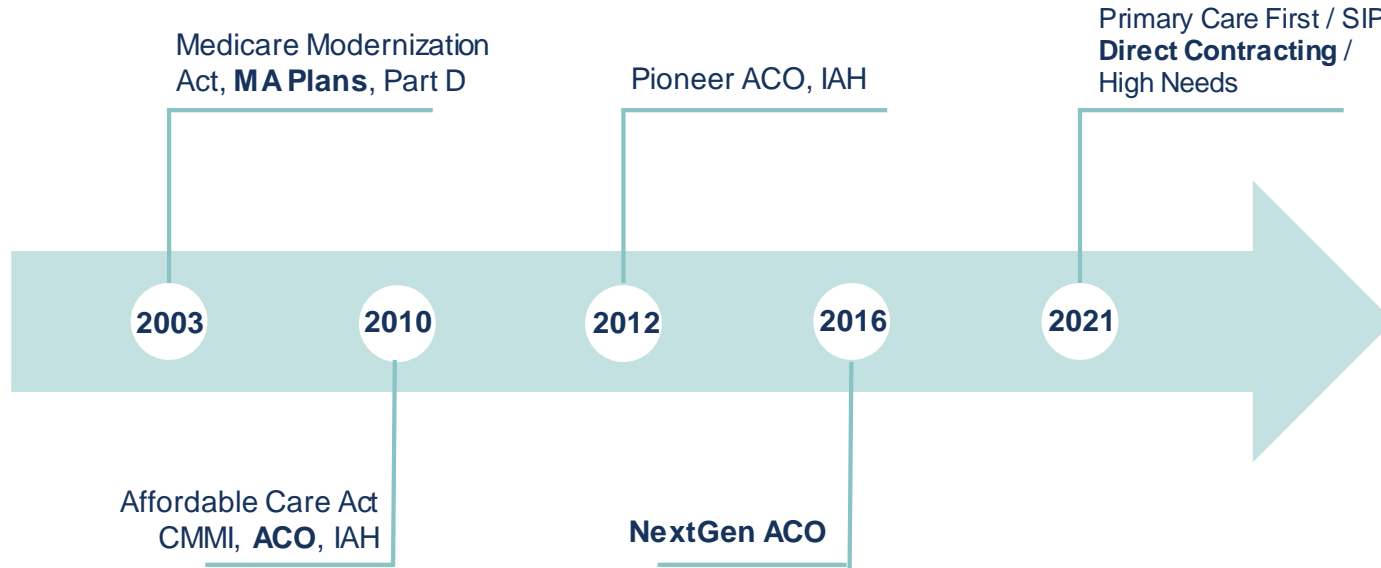 Medicare Modernization
Act, MA Plans, Part D
Pioneer ACO, IAH
Primary Care First / SIP
Direct Contracting /
High Needs
2003
2010
2012
2016
2021
Affordable Care Act
CMMI, ACO, IAH
NextGen ACO